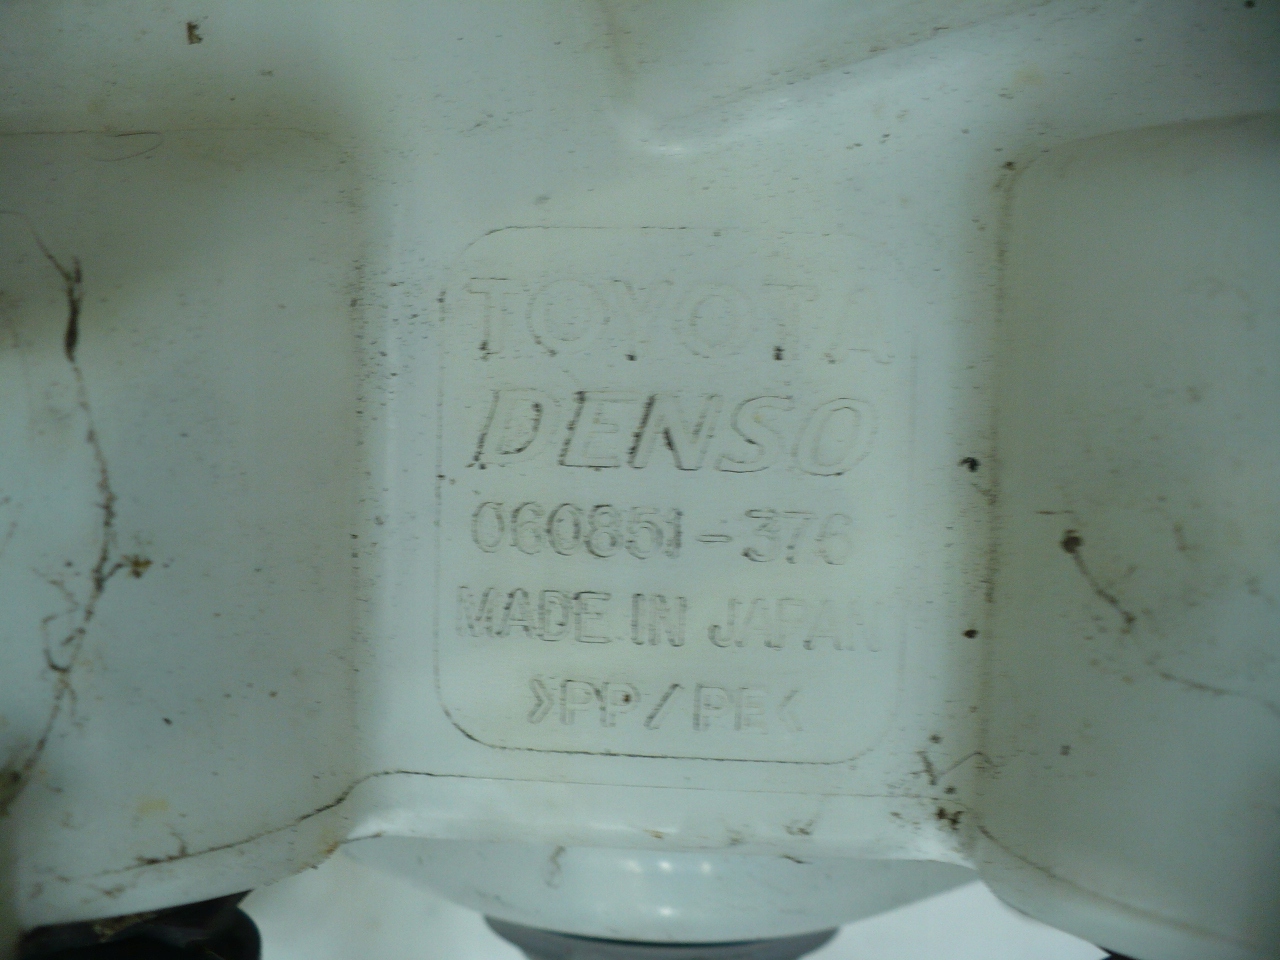 TOYOTA
DENSO
060851-376
MADE IN JAPAN
>PP/PE<